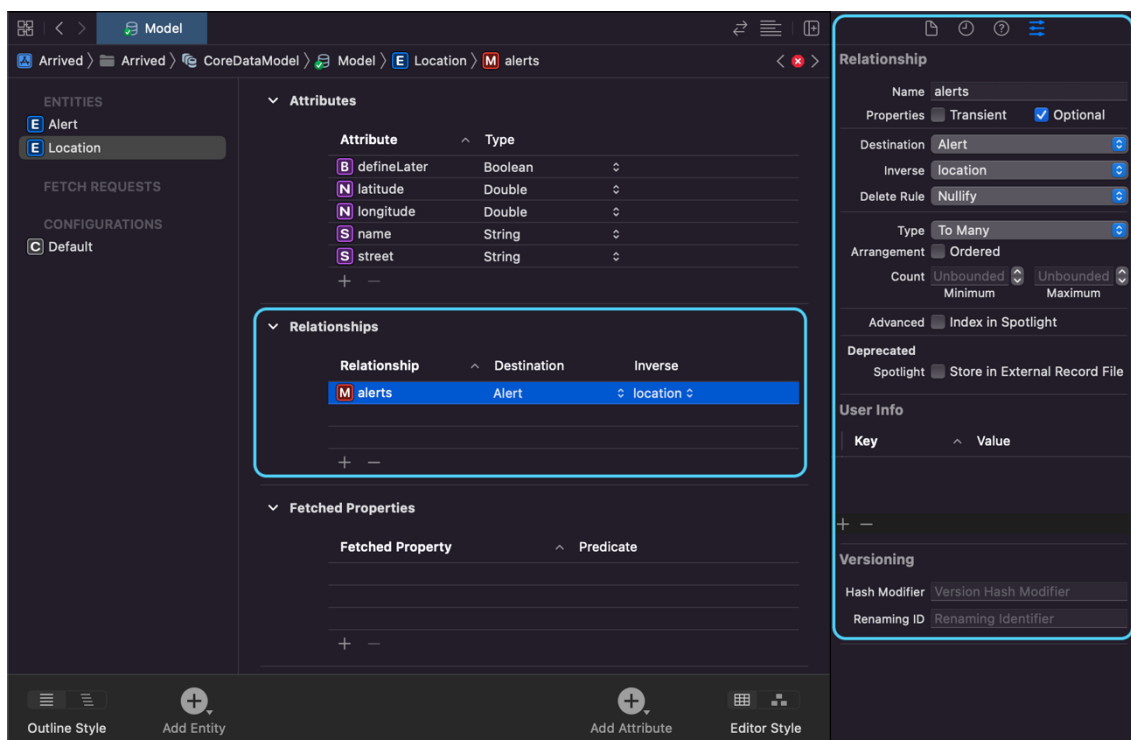 Model
Arrived 〉 Arrived 〉 CoreDataModel 〉 Model 〉 E Location 〉 M alerts
ENTITIES
E Alert
E Location
FETCH REQUESTS
CONFIGURATIONS
C Default
Attributes
Attribute Type
B defineLater Boolean
N latitude Double
N longitude Double
S name String
S street String
Relationships
Relationship Destination Inverse
M alerts Alert location
Fetched Properties
Fetched Property Predicate
Outline Style
Add Entity
Add Attribute
Editor Style
Relationship
Name alerts
Properties Transient Optional
Destination Alert
Inverse location
Delete Rule Nullify
Type To Many
Arrangement Ordered
Count Unbounded Unbounded
Minimum Maximum
Advanced Index in Spotlight
Deprecated
Spotlight Store in External Record File
User Info
Key Value
Versioning
Hash Modifier Version Hash Modifier
Renaming ID Renaming Identifier